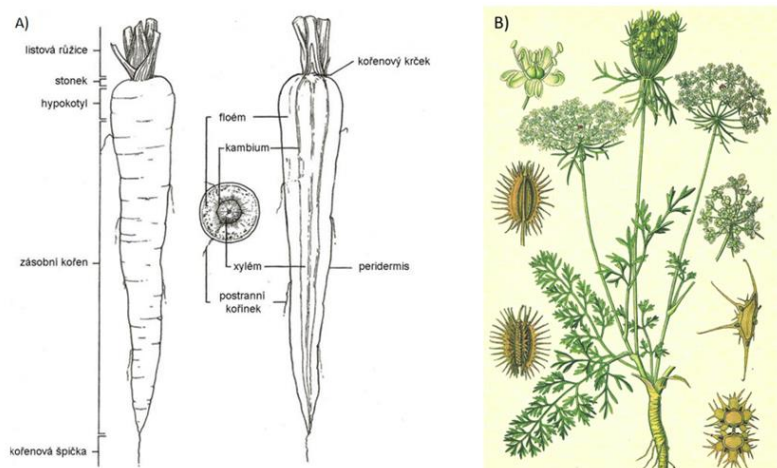 A)
listová růžice
stonek
hypokotyl
zásobní kořen
kořenová špička
floém
kambium
xylém
postranní
kořínek
kořenový krček
peridermis
B)